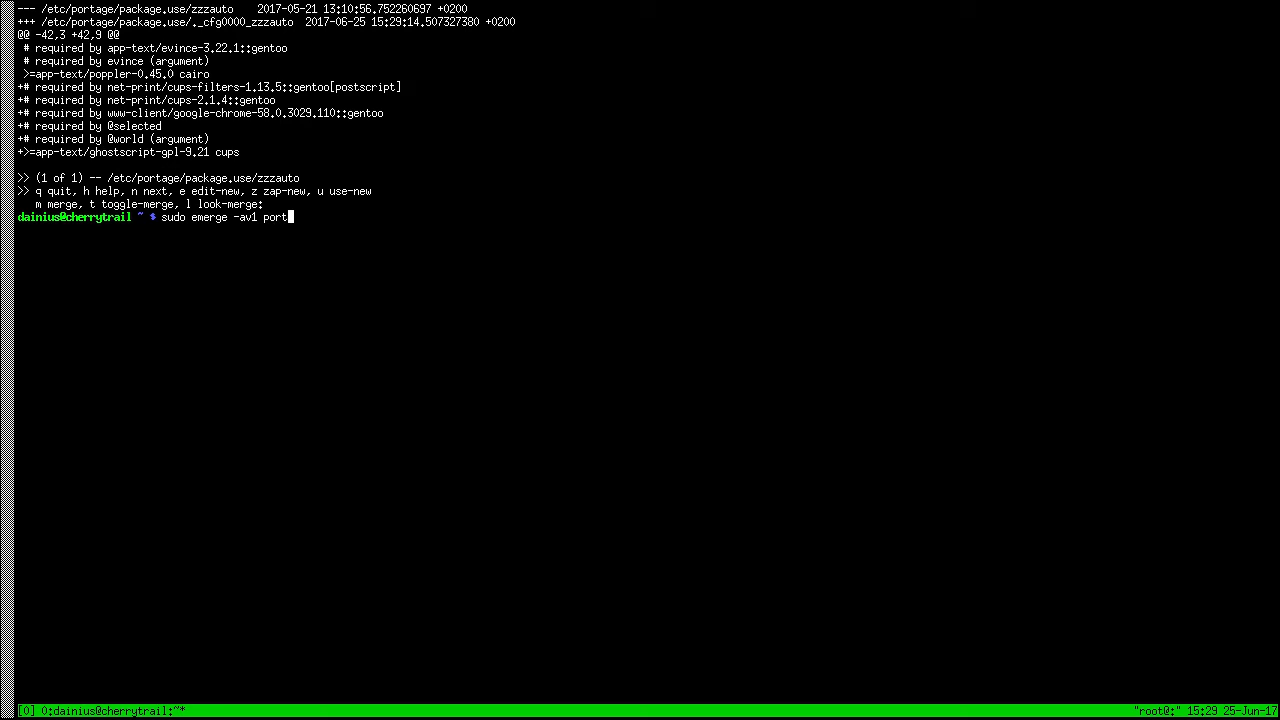 --- /etc/portage/package.use/zzzauto    2017-05-21 13:10:56.752260697 +0200
+++ /etc/portage/package.use/._cfg0000_zzzauto  2017-06-25 15:29:14.507327380 +0200
@@ -42,3 +42,9 @@
 # required by app-text/evince-3.22.1::gentoo
 # required by evince (argument)
 >=app-text/poppler-0.45.0 cairo
+# required by net-print/cups-filters-1.13.5::gentoo[postscript]
+# required by net-print/cups-2.1.4::gentoo
+# required by www-client/google-chrome-58.0.3029.110::gentoo
+# required by @selected
+# required by @world (argument)
+>=app-text/ghostscript-gpl-9.21 cups
>> (1 of 1) -- /etc/portage/package.use/zzzauto
>> q quit, h help, n next, e edit-new, z zap-new, u use-new
   m merge, t toggle-merge, l look-merge:
dainius@cherrytrail ~ $ sudo emerge -av1 port
[0] 0:dainius@cherrytrail:~* "root@:" 15:29 25-Jun-17